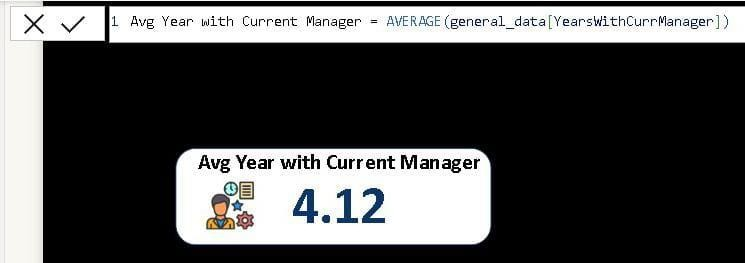 1 Avg Year with Current Manager = AVERAGE(general_data[YearsWithCurrManager])
Avg Year with Current Manager
4.12